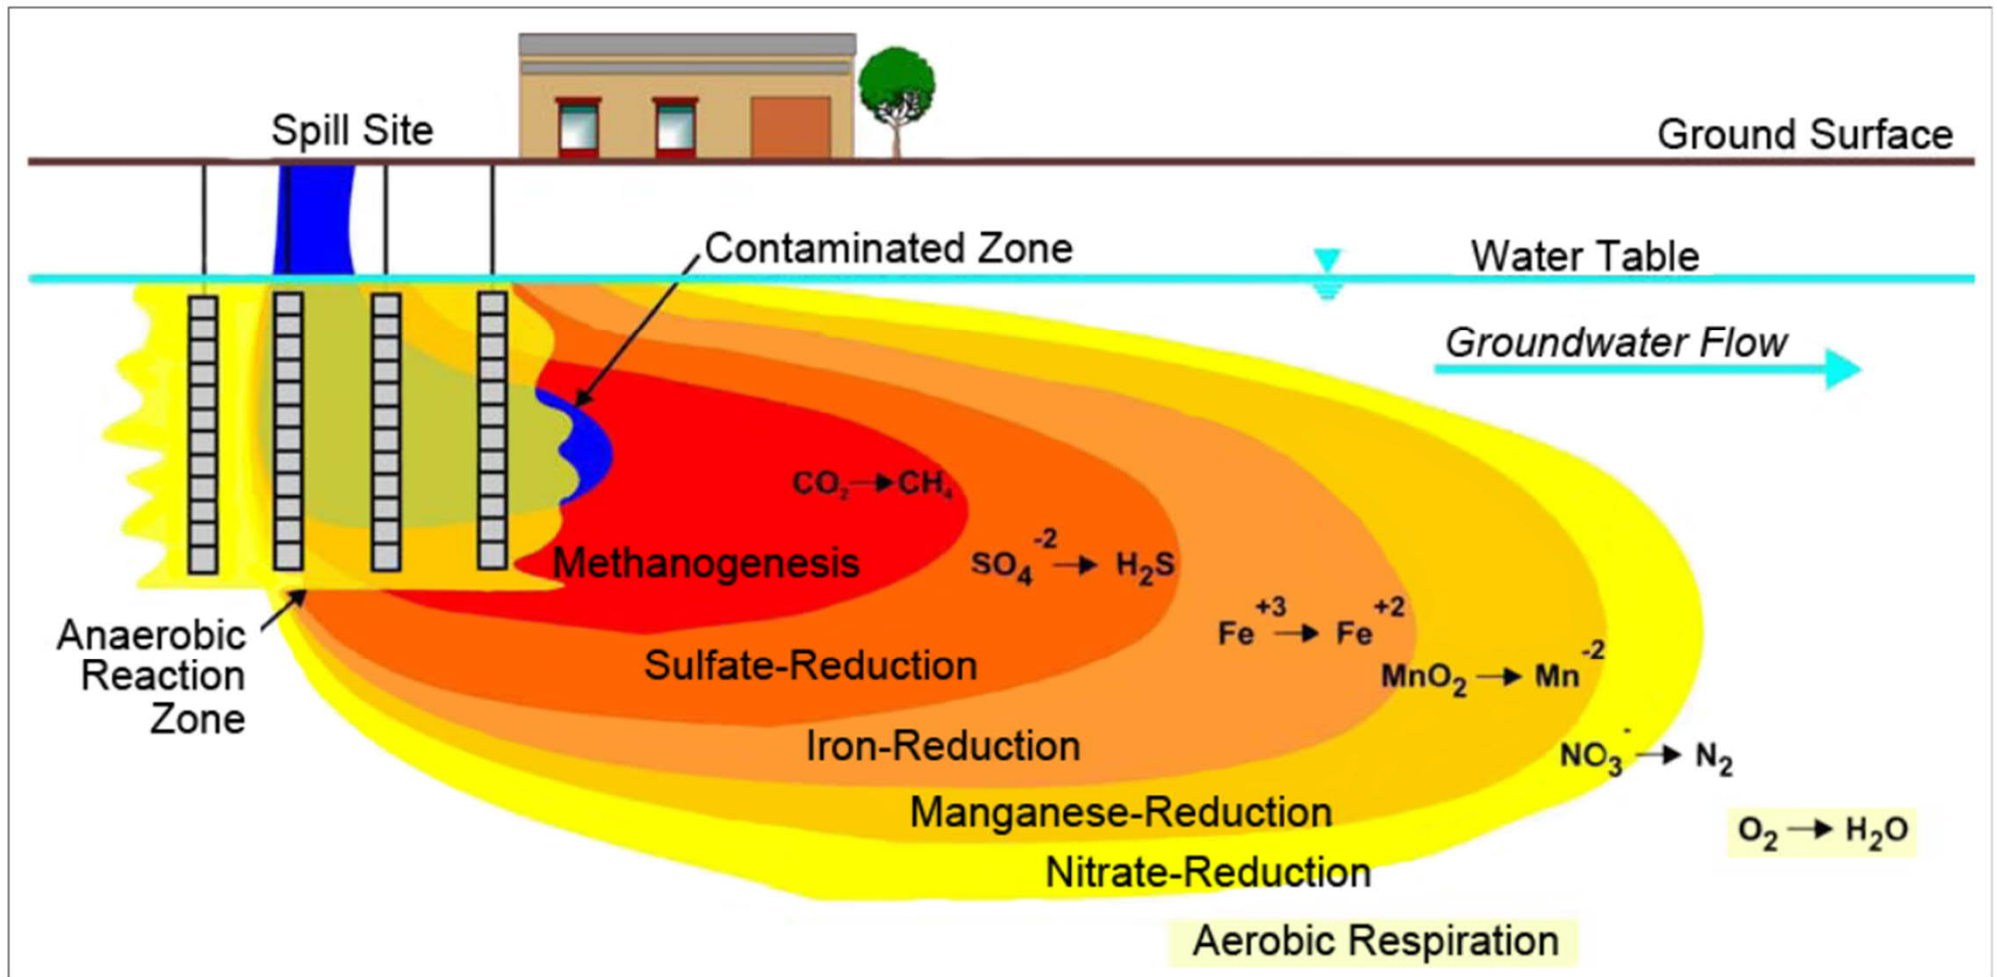 Spill Site
Ground Surface
Contaminated Zone
Water Table
Groundwater Flow
CO₂→CH₄
Methanogenesis
SO₄⁻² → H₂S
Anaerobic
Reaction
Zone
Fe⁺³ → Fe⁺²
Sulfate-Reduction
MnO₂ → Mn⁻²
Iron-Reduction
NO₃⁻ → N₂
Manganese-Reduction
O₂ → H₂O
Nitrate-Reduction
Aerobic Respiration